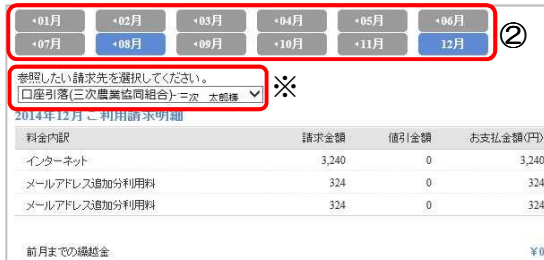 ◂01月 ◂02月 ◂03月 ◂04月 ◂05月 ◂06月
◂07月 ◂08月 ◂09月 ◂10月 ◂11月 12月 ②
参照したい請求先を選択してください。
口座引落(三次農業協同組合)-三次 太郎様 ※
2014年12月ご利用請求明細
料金内訳 請求金額 値引金額 お支払金額(円)
インターネット 3,240 0 3,240
メールアドレス追加分利用料 324 0 324
メールアドレス追加分利用料 324 0 324
前月までの繰越金 ¥0